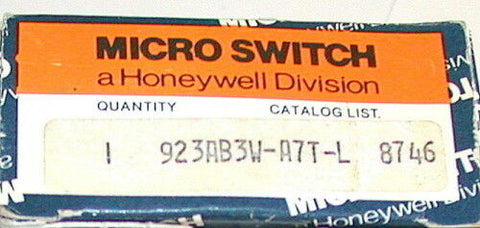 MICRO SWITCH
a Honeywell Division
QUANTITY CATALOG LIST.
1 923AB3W-A7T-L 8746